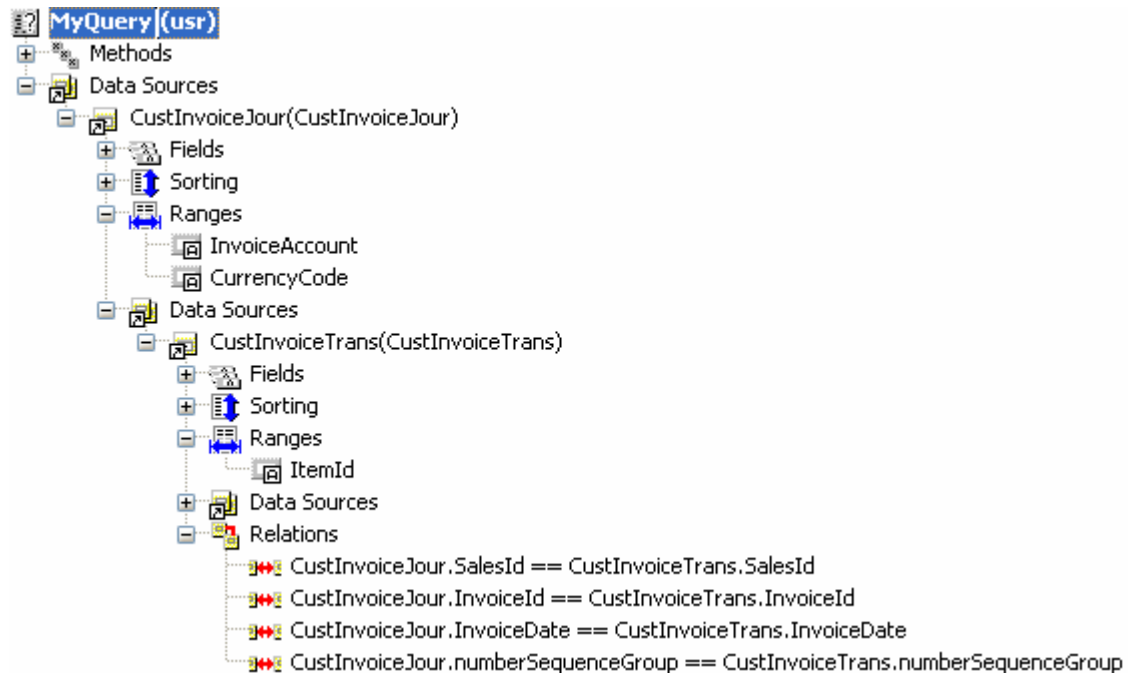 MyQuery (usr)
Methods
Data Sources
CustInvoiceJour(CustInvoiceJour)
Fields
Sorting
Ranges
InvoiceAccount
CurrencyCode
Data Sources
CustInvoiceTrans(CustInvoiceTrans)
Fields
Sorting
Ranges
ItemId
Data Sources
Relations
CustInvoiceJour.SalesId == CustInvoiceTrans.SalesId
CustInvoiceJour.InvoiceId == CustInvoiceTrans.InvoiceId
CustInvoiceJour.InvoiceDate == CustInvoiceTrans.InvoiceDate
CustInvoiceJour.numberSequenceGroup == CustInvoiceTrans.numberSequenceGroup